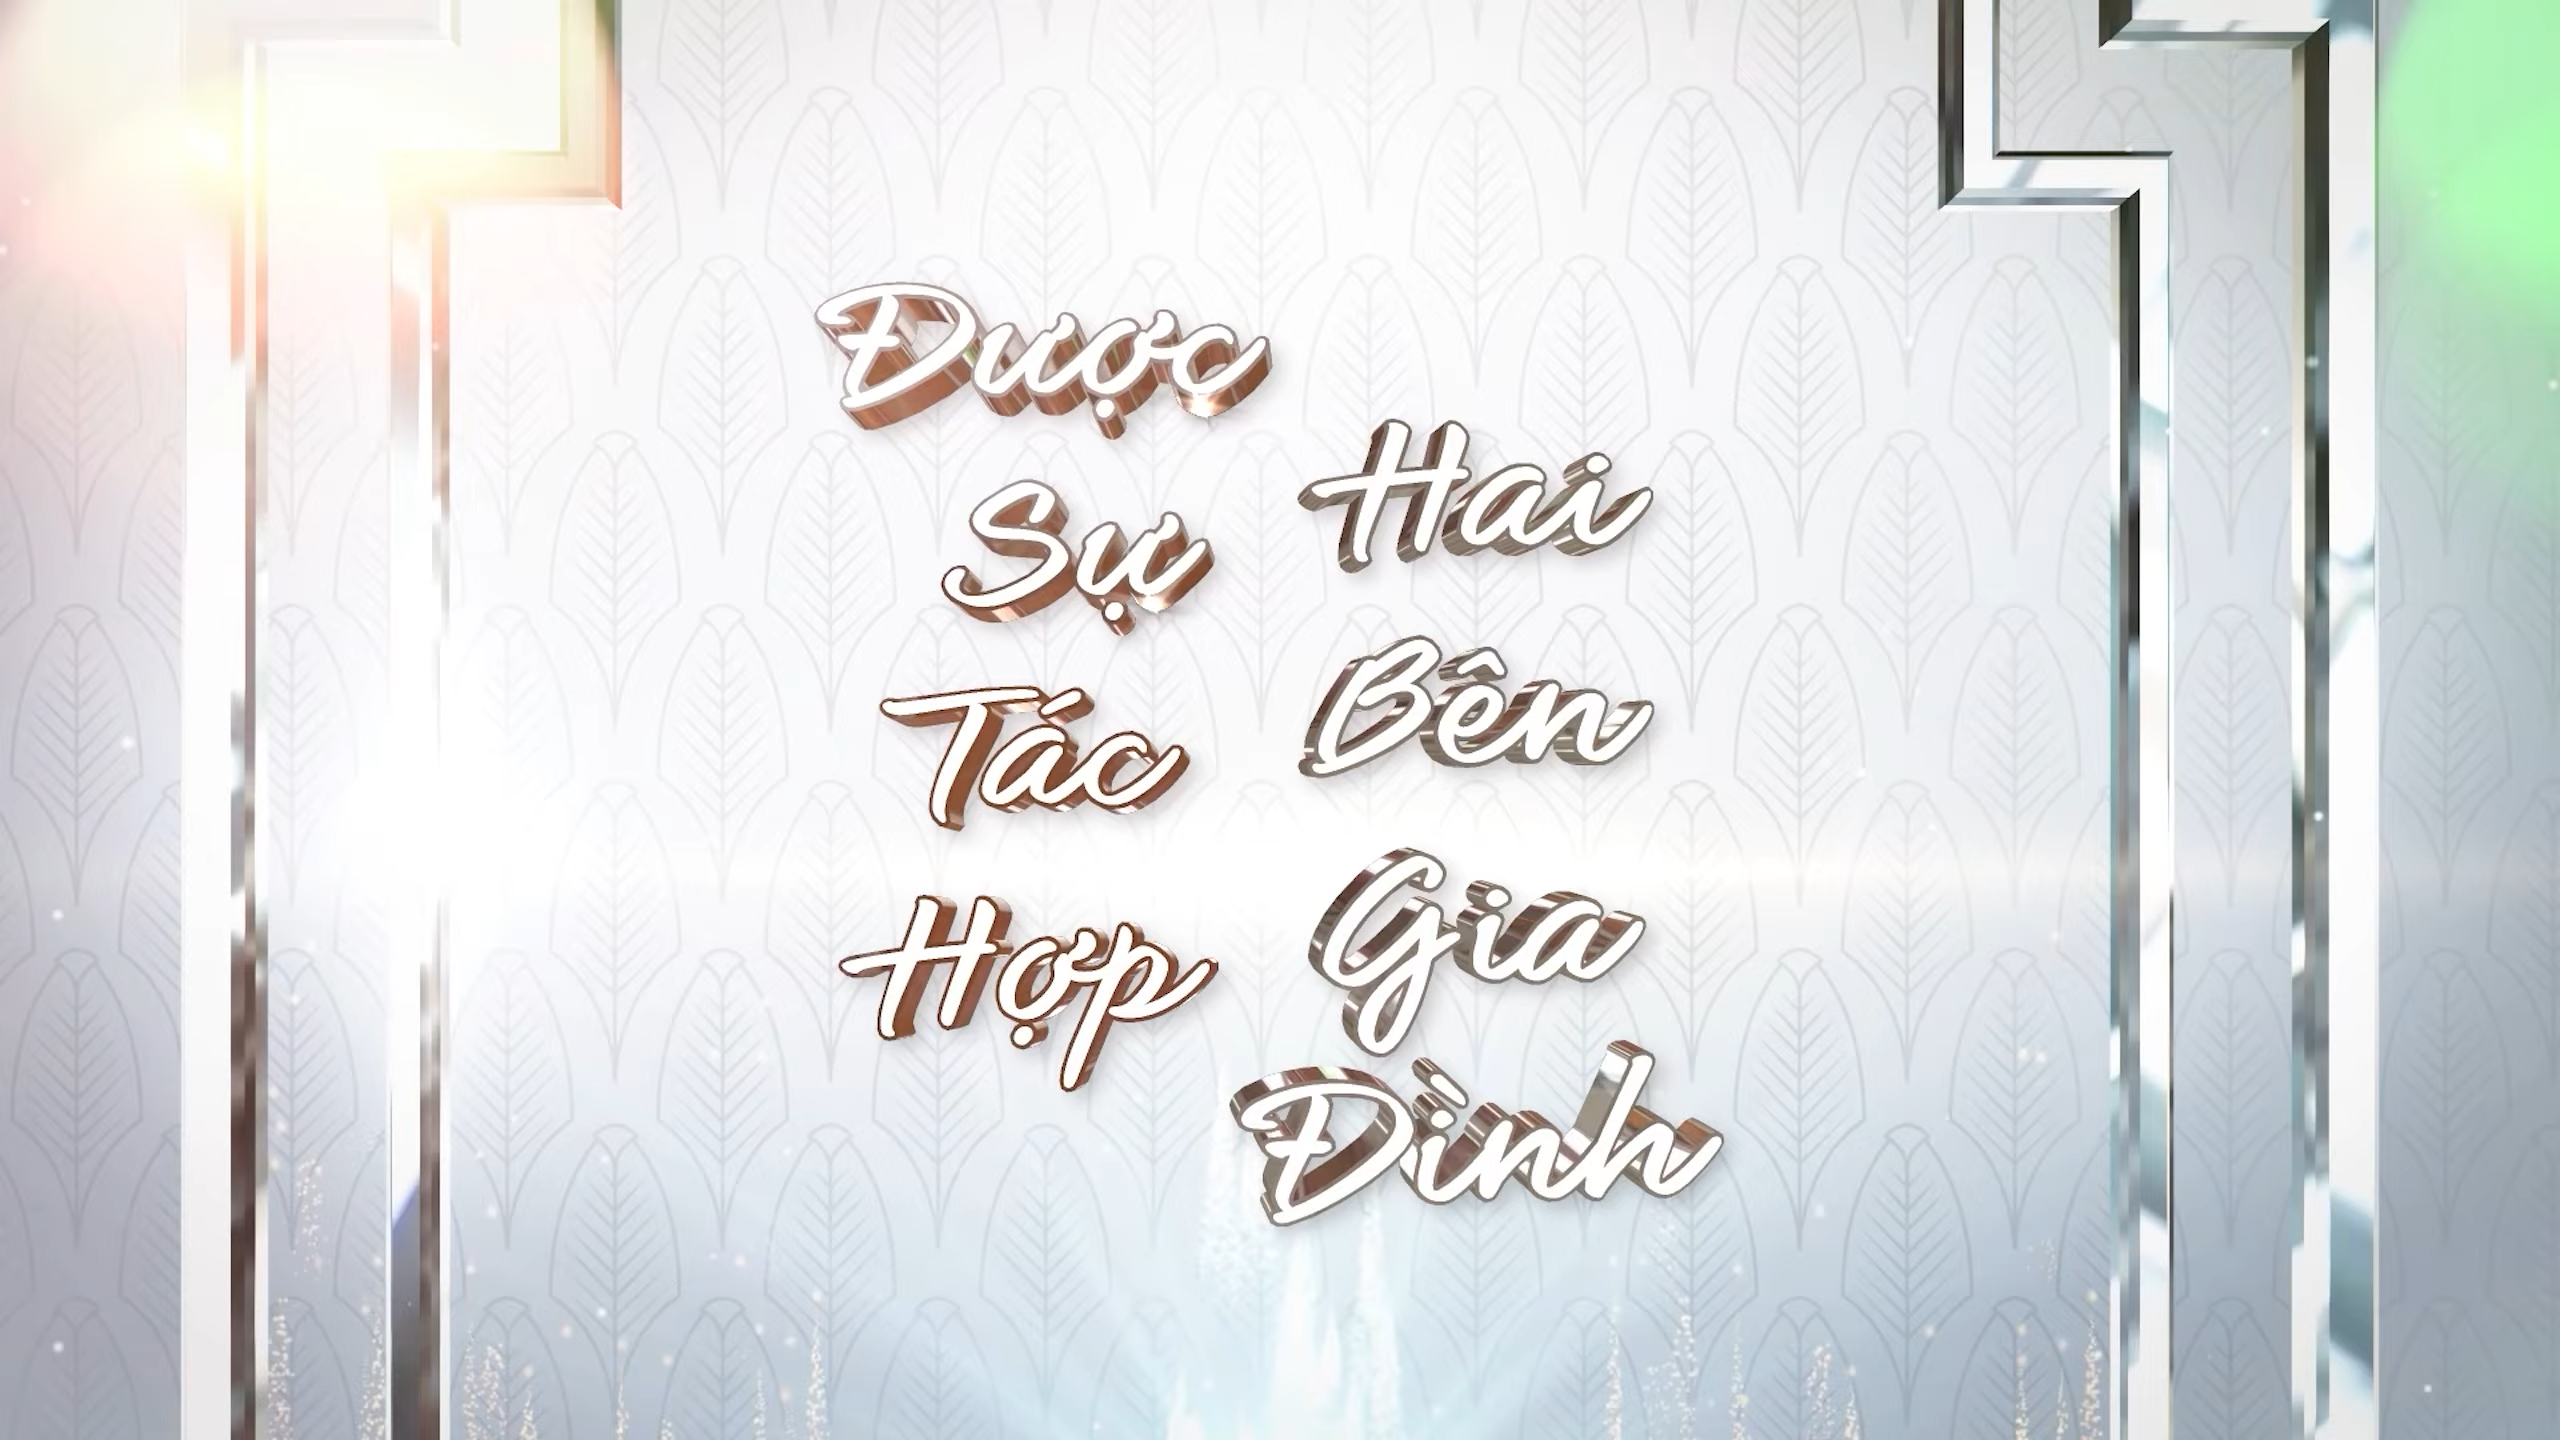 Được
Sự
Tác
Hợp
Hai
Bên
Gia
Đình